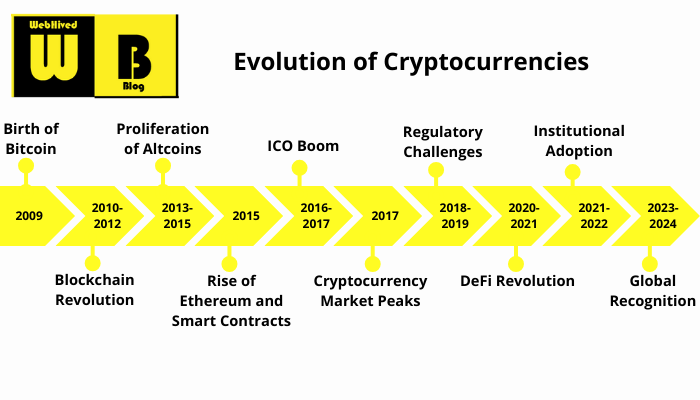 WebHived
W
B
Blog
Evolution of Cryptocurrencies
Birth of
Bitcoin
Proliferation
of Altcoins
ICO Boom
Regulatory
Challenges
Institutional
Adoption
2009
2010-
2012
2013-
2015
2015
2016-
2017
2017
2018-
2019
2020-
2021
2021-
2022
2023-
2024
Blockchain
Revolution
Rise of
Ethereum and
Smart Contracts
Cryptocurrency
Market Peaks
DeFi Revolution
Global
Recognition